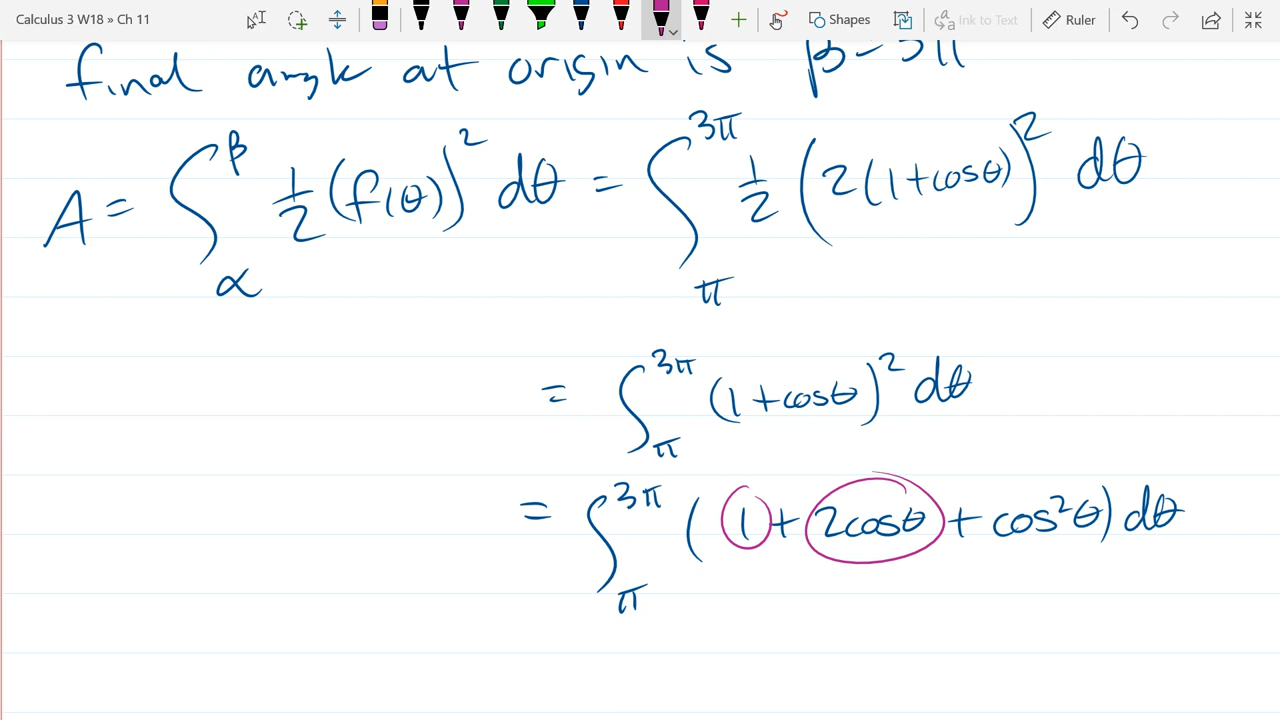 Calculus 3 W18 » Ch 11
Shapes
Ink to Text
Ruler
final angle at origin is β = 3π
A = ∫_α^β 1/2 (f(θ))² dθ = ∫_π^{3π} 1/2 (2(1+cosθ))² dθ
= ∫_π^{3π} (1+cosθ)² dθ
= ∫_π^{3π} (1 + 2cosθ + cos²θ) dθ